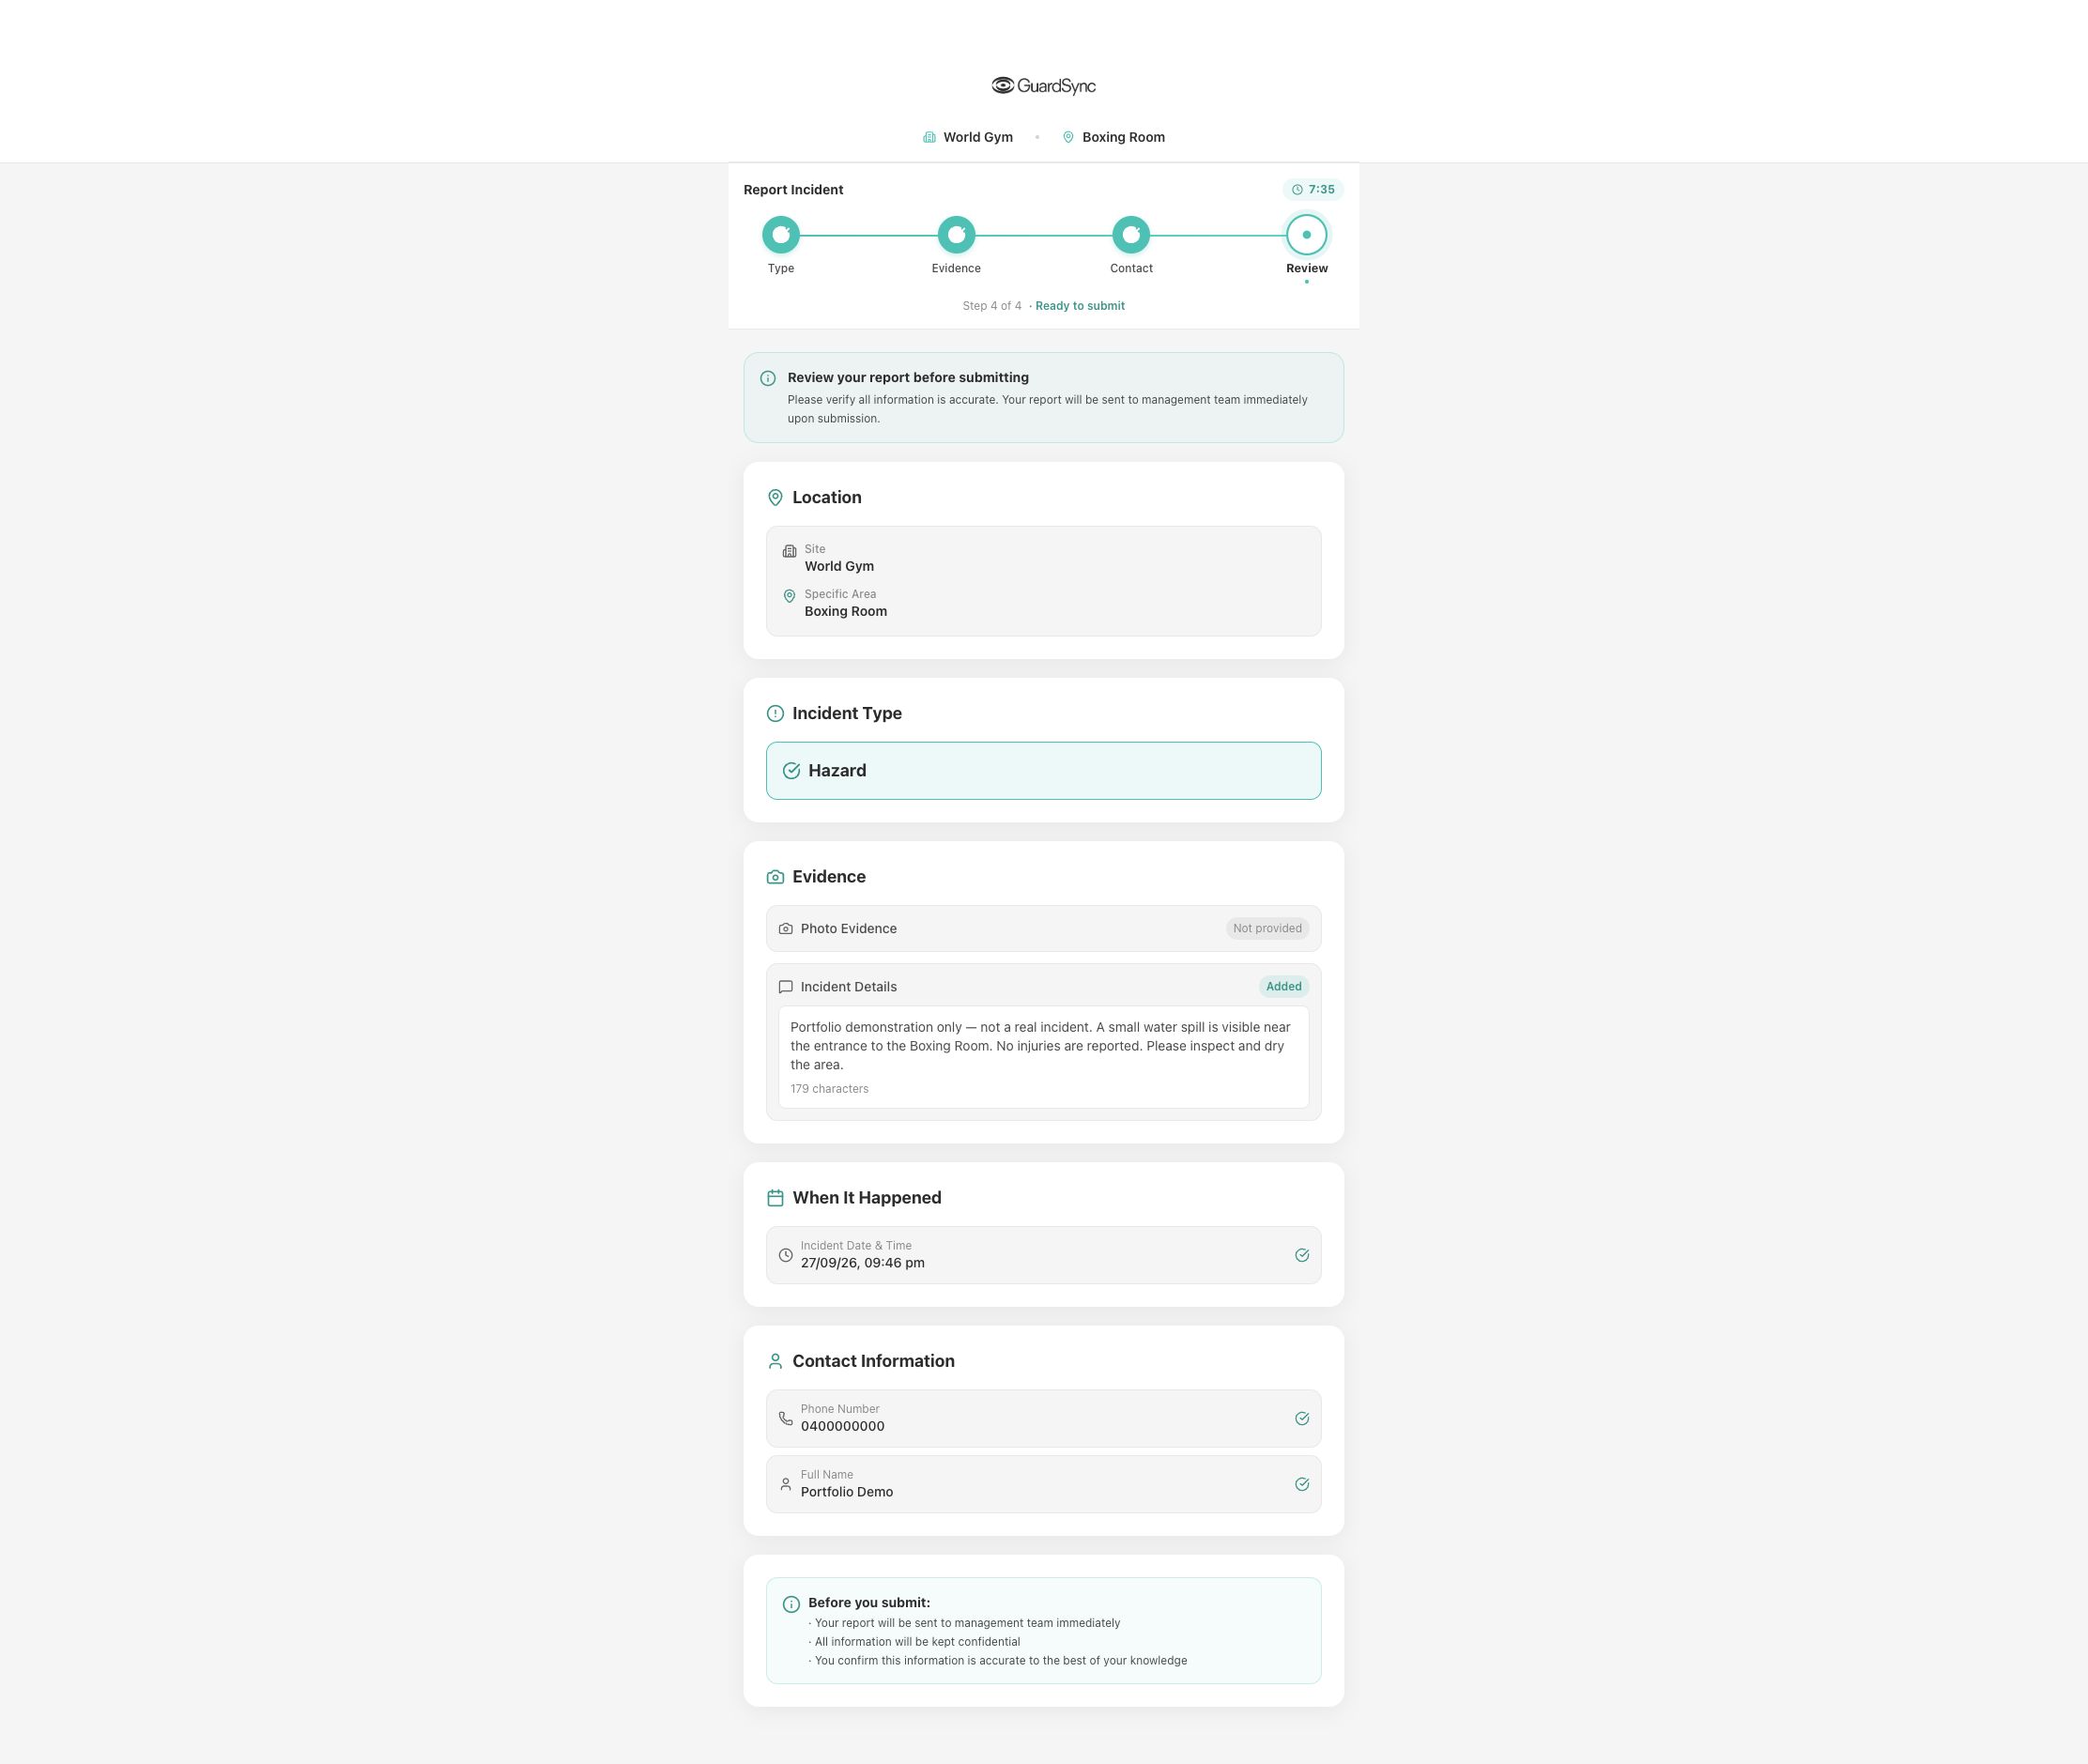 GuardSync
World Gym • Boxing Room
Report Incident
7:35
Type
Evidence
Contact
Review
Step 4 of 4 · Ready to submit
Review your report before submitting
Please verify all information is accurate. Your report will be sent to management team immediately
upon submission.
Location
Site
World Gym
Specific Area
Boxing Room
Incident Type
Hazard
Evidence
Photo Evidence
Not provided
Incident Details
Added
Portfolio demonstration only — not a real incident. A small water spill is visible near
the entrance to the Boxing Room. No injuries are reported. Please inspect and dry
the area.
179 characters
When It Happened
Incident Date & Time
27/09/26, 09:46 pm
Contact Information
Phone Number
0400000000
Full Name
Portfolio Demo
Before you submit:
· Your report will be sent to management team immediately
· All information will be kept confidential
· You confirm this information is accurate to the best of your knowledge